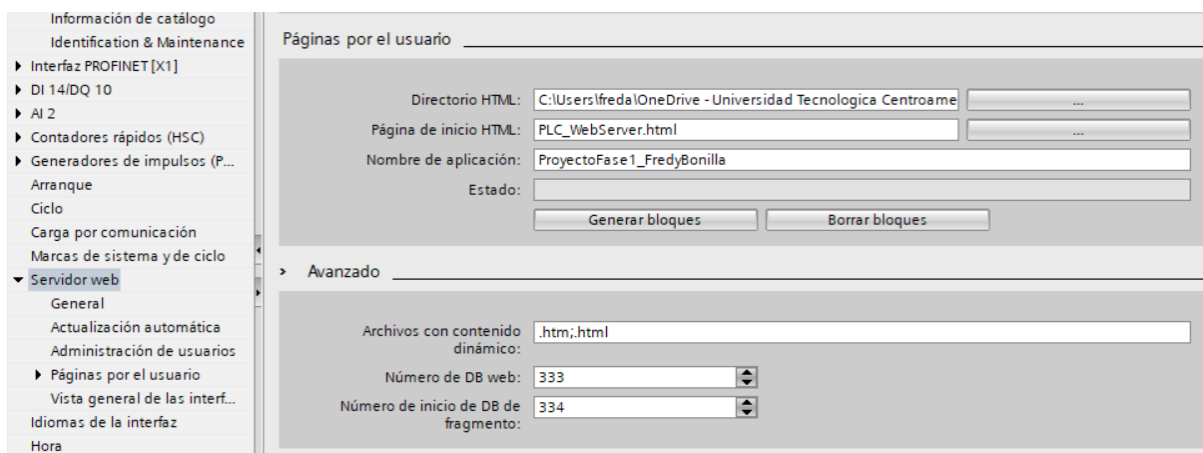 Información de catálogo
Identification & Maintenance
Interfaz PROFINET [X1]
DI 14/DQ 10
AI 2
Contadores rápidos (HSC)
Generadores de impulsos (P...
Arranque
Ciclo
Carga por comunicación
Marcas de sistema y de ciclo
Servidor web
General
Actualización automática
Administración de usuarios
Páginas por el usuario
Vista general de las interf...
Idiomas de la interfaz
Hora
Páginas por el usuario
Directorio HTML: C:\Users\freda\OneDrive - Universidad Tecnologica Centroame ...
Página de inicio HTML: PLC_WebServer.html ...
Nombre de aplicación: ProyectoFase1_FredyBonilla
Estado:
Generar bloques Borrar bloques
Avanzado
Archivos con contenido
dinámico: .htm;.html
Número de DB web: 333
Número de inicio de DB de
fragmento: 334